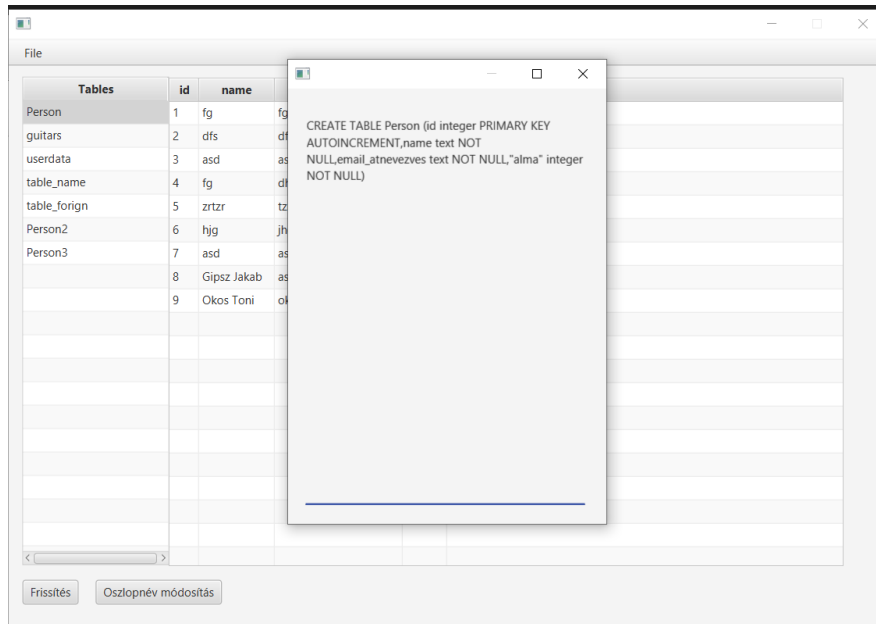 File
Tables
id name
Person
guitars
userdata
table_name
table_forign
Person2
Person3
1 fg
2 dfs
3 asd
4 fg
5 zrtzr
6 hjg
7 asd
8 Gipsz Jakab
9 Okos Toni
CREATE TABLE Person (id integer PRIMARY KEY
AUTOINCREMENT,name text NOT
NULL,email_atnevezves text NOT NULL,"alma" integer
NOT NULL)
Frissítés Oszlopnév módosítás